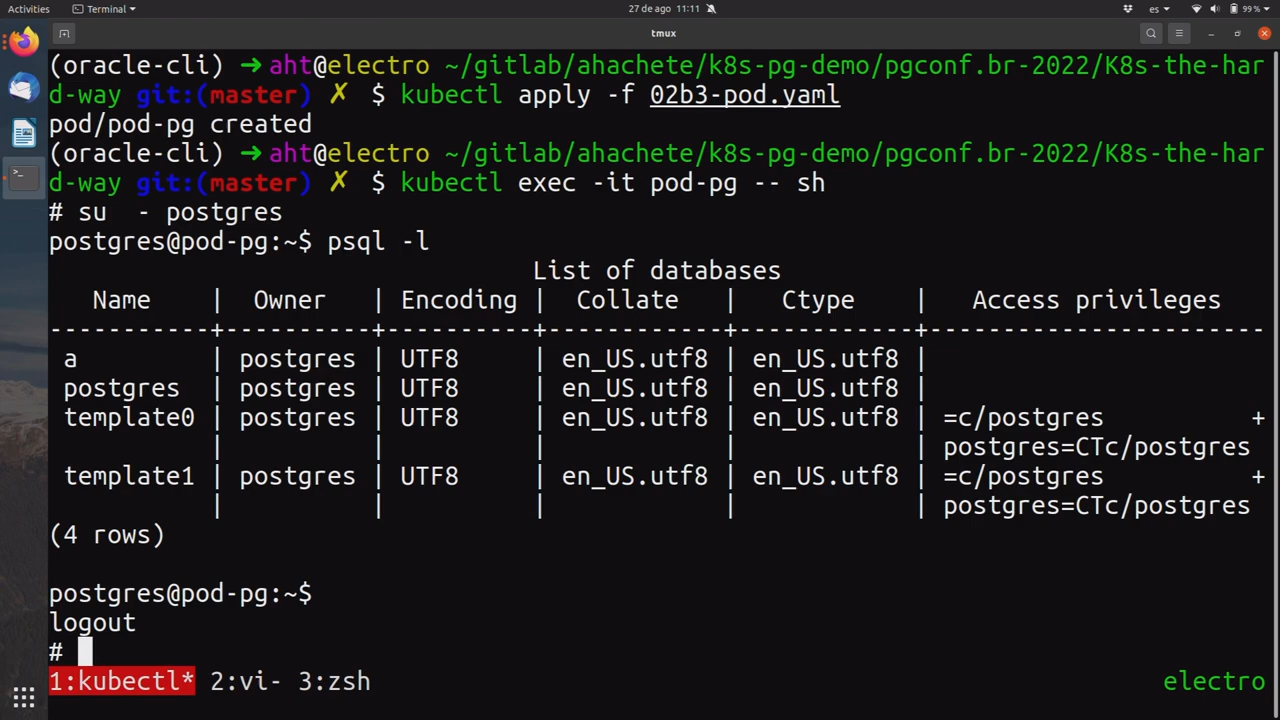 Activities
Terminal
27 de ago 11:11
es
99 %
tmux
(oracle-cli) ➜ aht@electro ~/gitlab/ahachete/k8s-pg-demo/pgconf.br-2022/K8s-the-har
d-way git:(master) ✗ $ kubectl apply -f 02b3-pod.yaml
pod/pod-pg created
(oracle-cli) ➜ aht@electro ~/gitlab/ahachete/k8s-pg-demo/pgconf.br-2022/K8s-the-har
d-way git:(master) ✗ $ kubectl exec -it pod-pg -- sh
# su  - postgres
postgres@pod-pg:~$ psql -l
                                 List of databases
   Name    |  Owner   | Encoding |  Collate   |   Ctype    |   Access privileges
-----------+----------+----------+------------+------------+-----------------------
 a         | postgres | UTF8     | en_US.utf8 | en_US.utf8 |
 postgres  | postgres | UTF8     | en_US.utf8 | en_US.utf8 |
 template0 | postgres | UTF8     | en_US.utf8 | en_US.utf8 | =c/postgres          +
           |          |          |            |            | postgres=CTc/postgres
 template1 | postgres | UTF8     | en_US.utf8 | en_US.utf8 | =c/postgres          +
           |          |          |            |            | postgres=CTc/postgres
(4 rows)
postgres@pod-pg:~$
logout
#
1:kubectl* 2:vi- 3:zsh electro